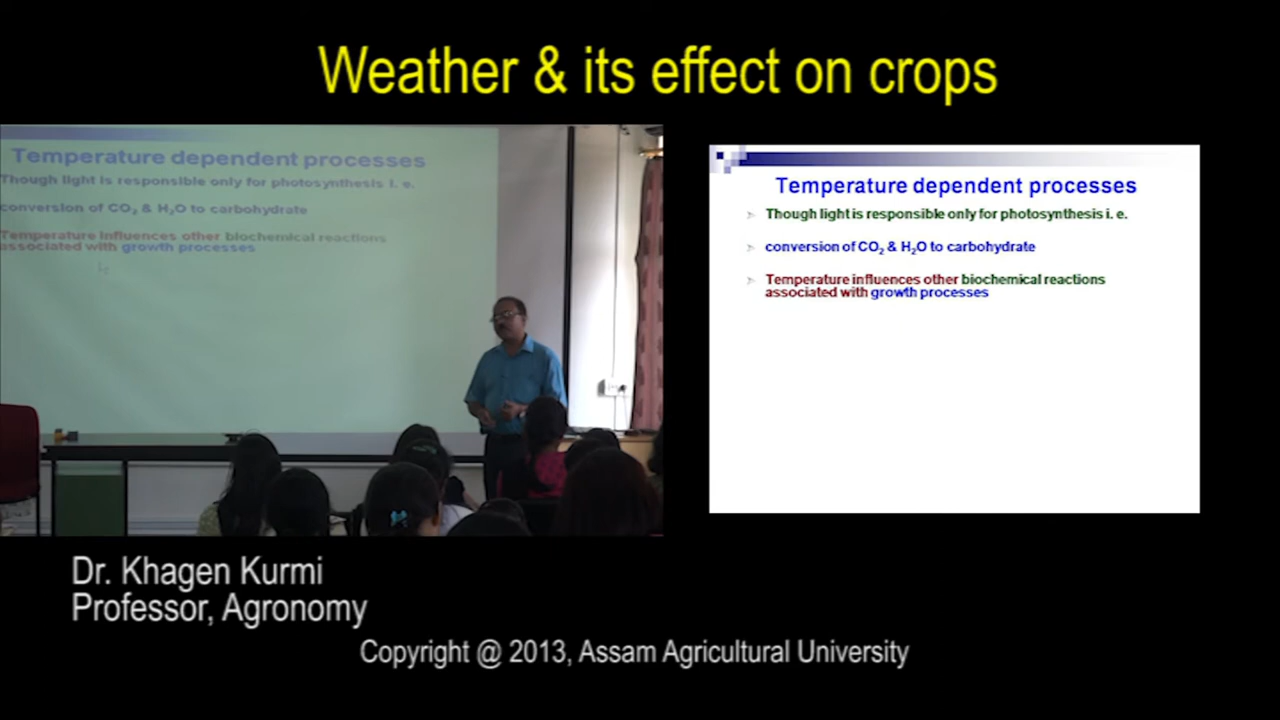 Weather & its effect on crops
Temperature dependent processes
Though light is responsible only for photosynthesis i. e.
conversion of CO₂ & H₂O to carbohydrate
Temperature influences other biochemical reactions
associated with growth processes
Temperature dependent processes
Though light is responsible only for photosynthesis i. e.
conversion of CO₂ & H₂O to carbohydrate
Temperature influences other biochemical reactions
associated with growth processes
Dr. Khagen Kurmi
Professor, Agronomy
Copyright @ 2013, Assam Agricultural University